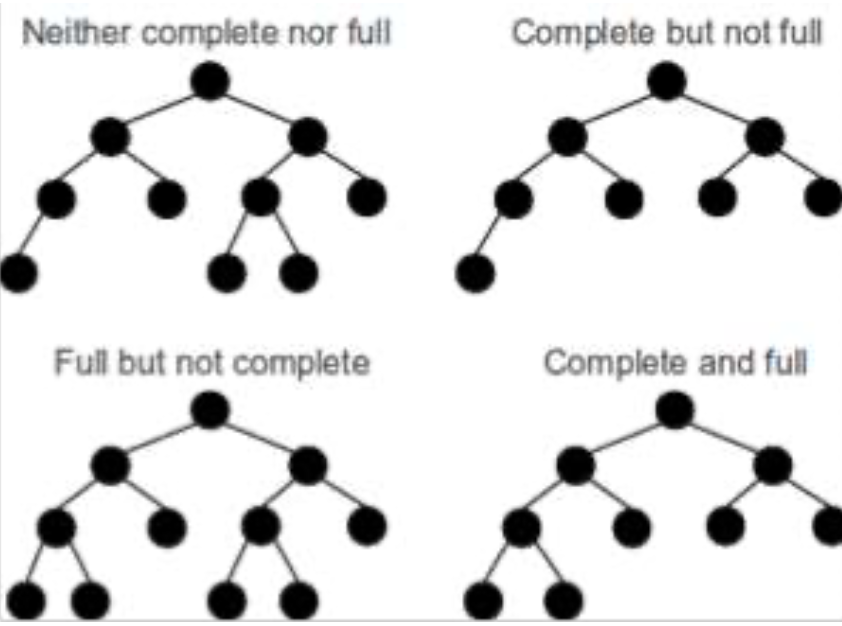 Neither complete nor full
Complete but not full
Full but not complete
Complete and full